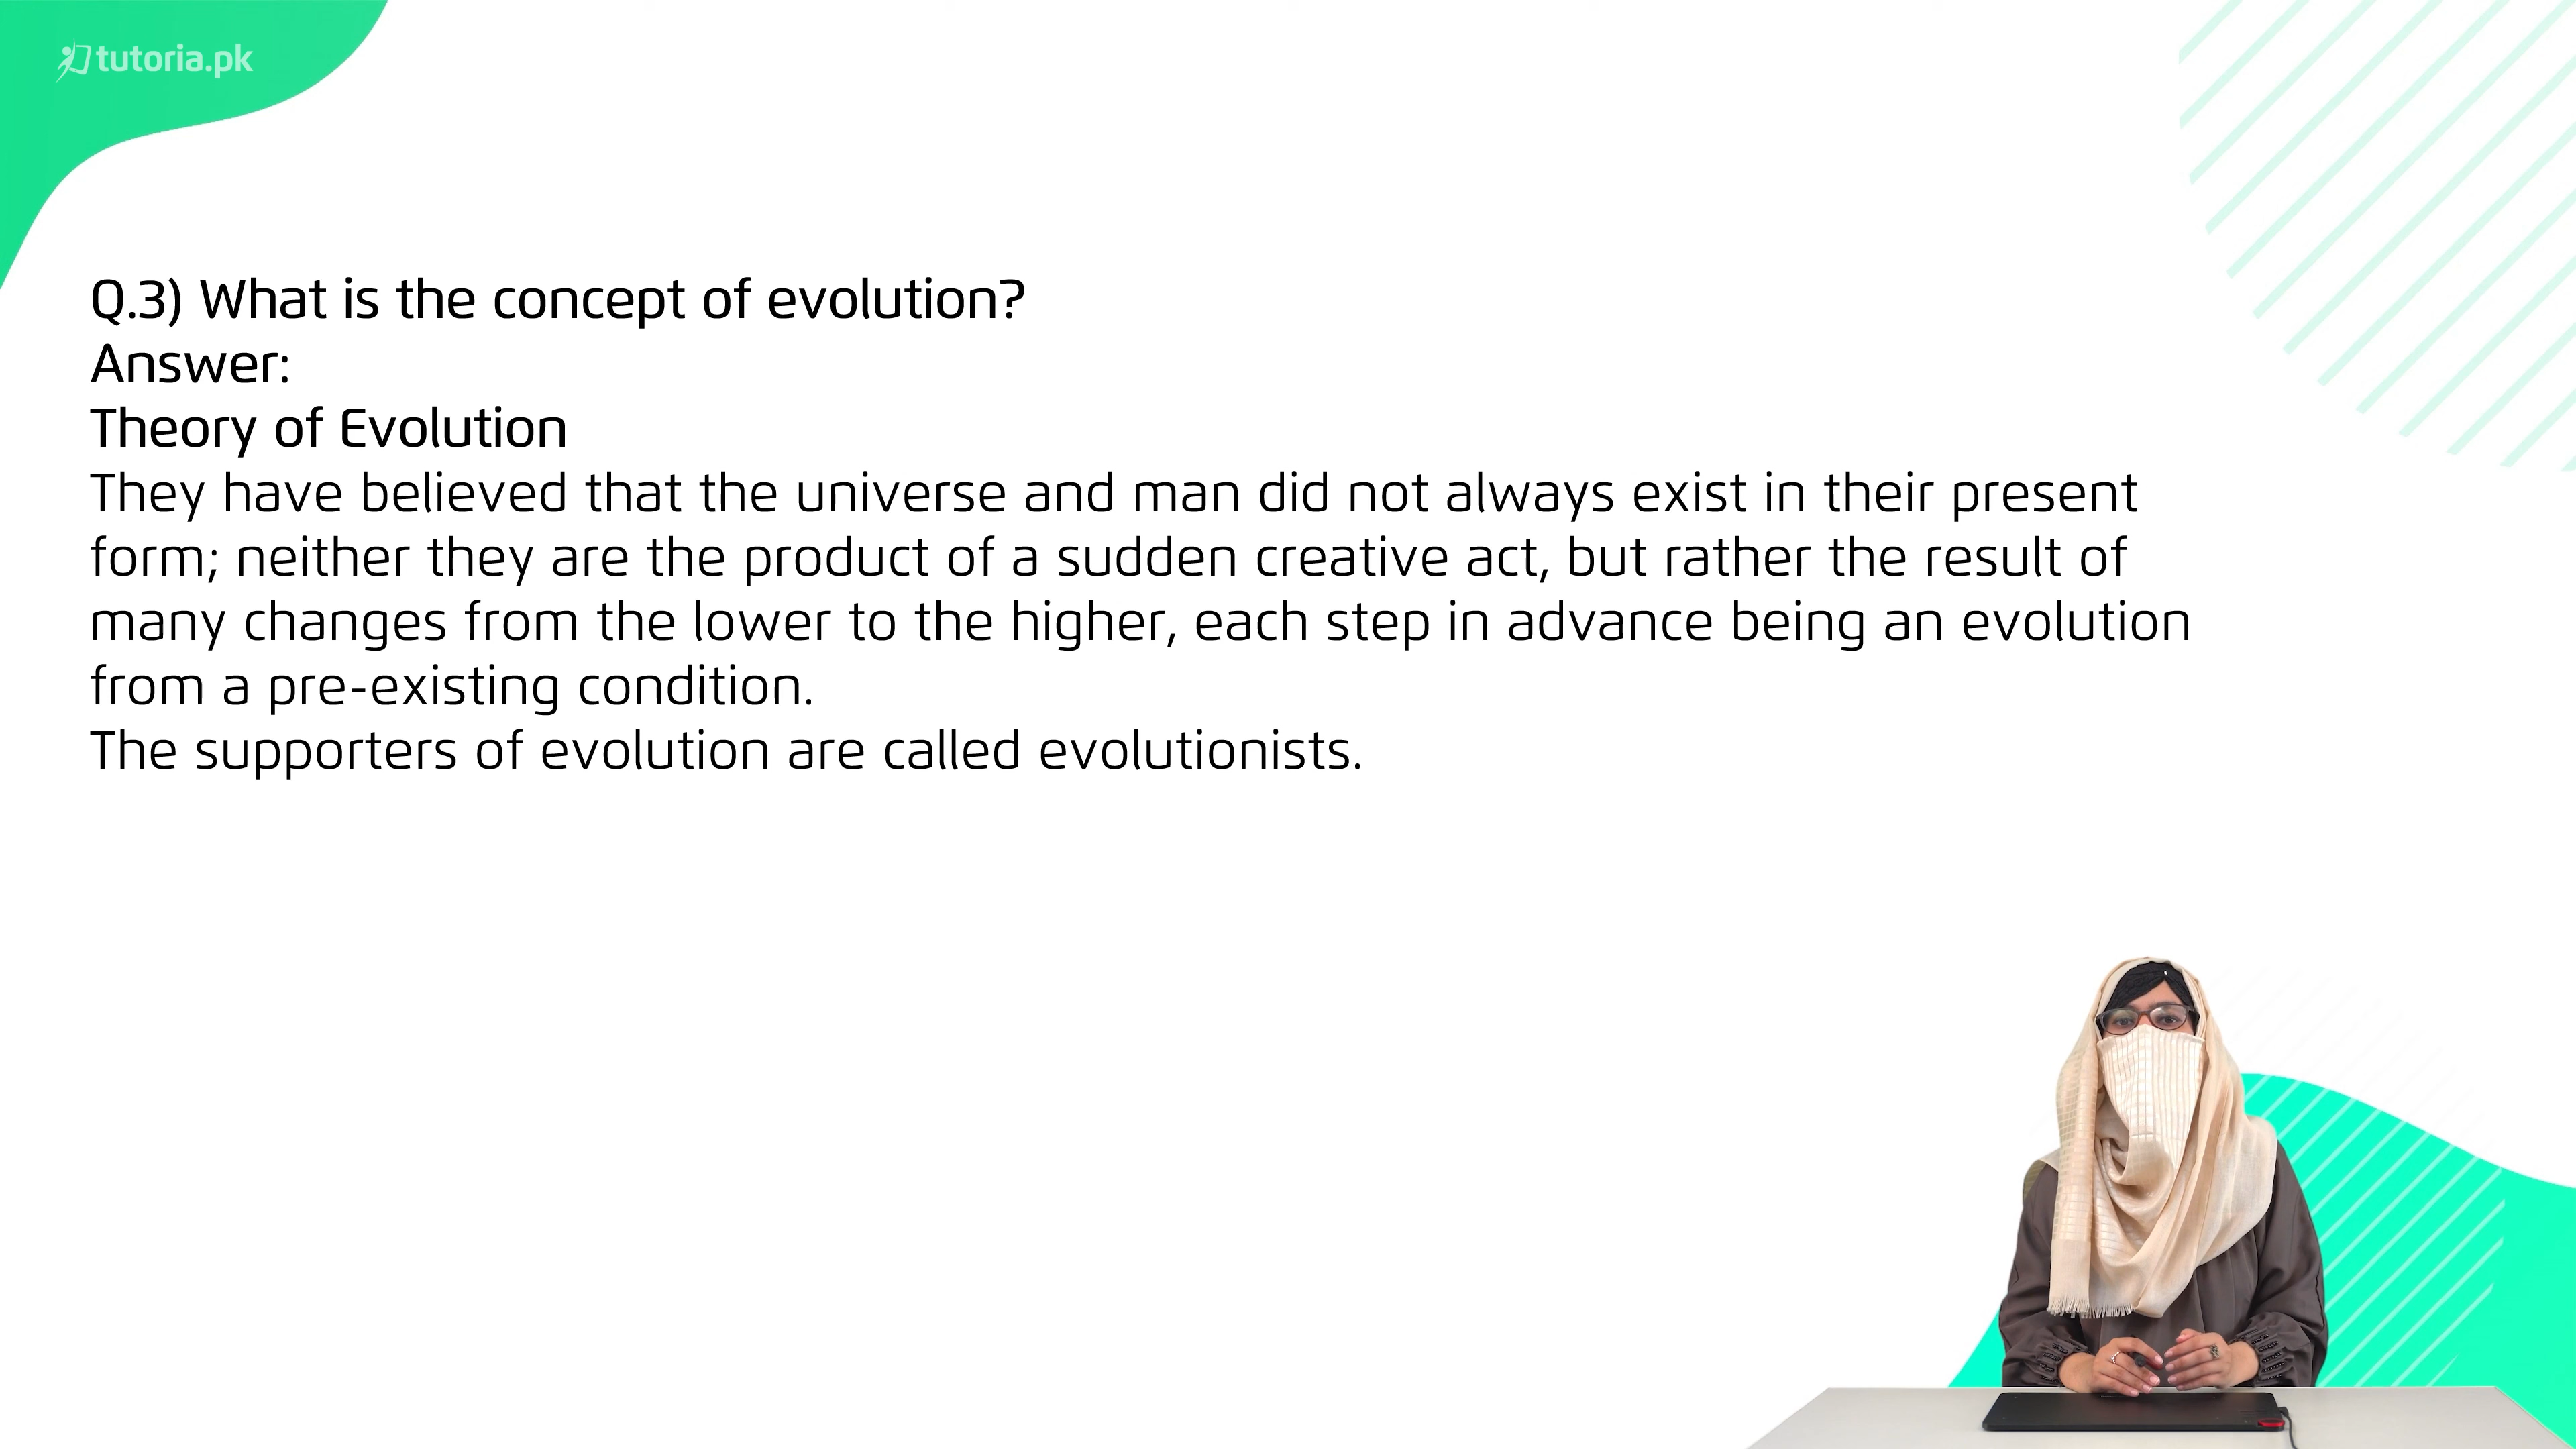 tutoria.pk
Q.3) What is the concept of evolution?
Answer:
Theory of Evolution
They have believed that the universe and man did not always exist in their present
form; neither they are the product of a sudden creative act, but rather the result of
many changes from the lower to the higher, each step in advance being an evolution
from a pre-existing condition.
The supporters of evolution are called evolutionists.